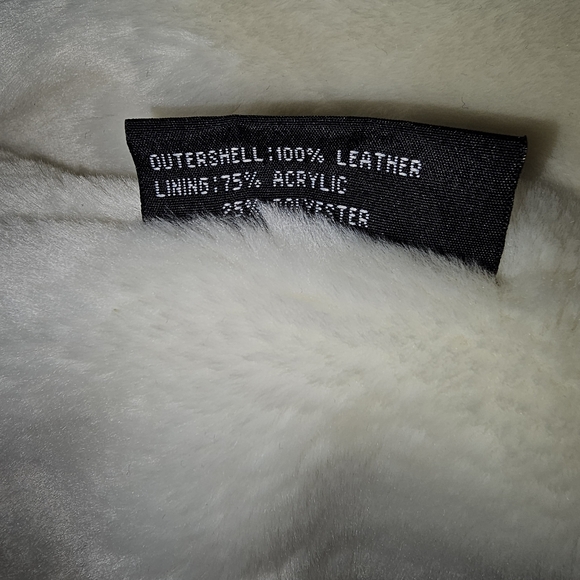 OUTERSHELL:100% LEATHER
LINING:75% ACRYLIC
25% POLYESTER